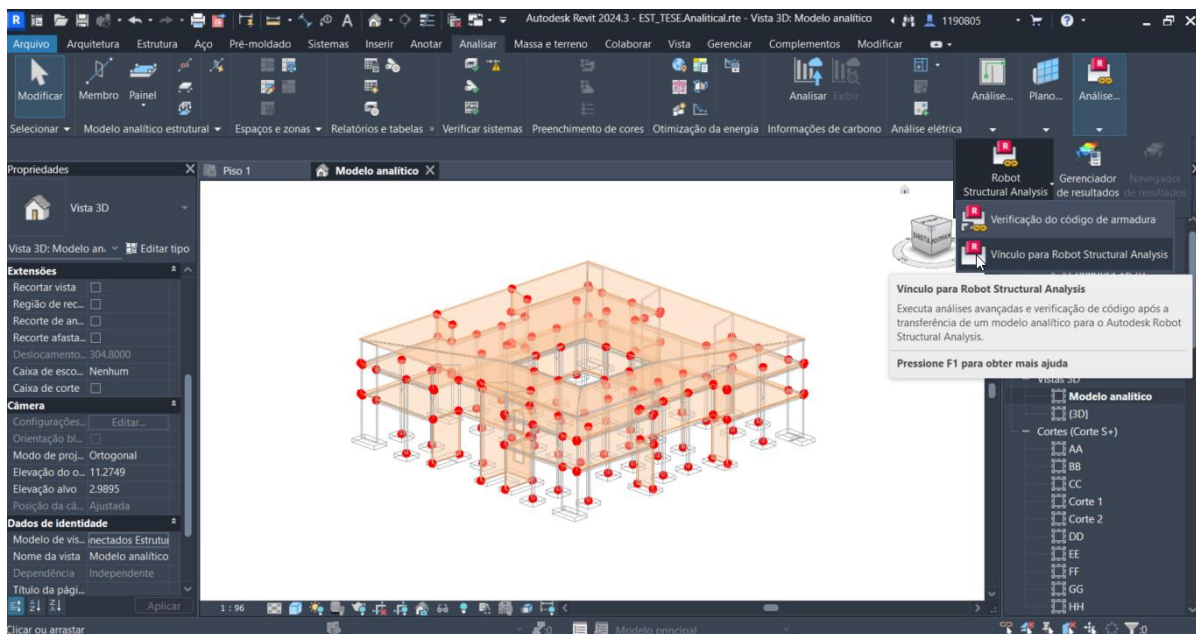 Autodesk Revit 2024.3 - EST_TESE.Analitical.rte - Vista 3D: Modelo analítico
1190805
Arquivo Arquitetura Estrutura Aço Pré-moldado Sistemas Inserir Anotar Analisar Massa e terreno Colaborar Vista Gerenciar Complementos Modificar
Modificar Membro Painel Analisar Exibir Análise... Plano... Análise...
Selecionar Modelo analítico estrutural Espaços e zonas Relatórios e tabelas Verificar sistemas Preenchimento de cores Otimização da energia Informações de carbono Análise elétrica
Robot Structural Analysis
Gerenciador de resultados
Navegador de resultados
Verificação do código de armadura
Vínculo para Robot Structural Analysis
Vínculo para Robot Structural Analysis
Executa análises avançadas e verificação de código após a
transferência de um modelo analítico para o Autodesk Robot
Structural Analysis.
Pressione F1 para obter mais ajuda
Propriedades
Piso 1
Modelo analítico
Vista 3D
Vista 3D: Modelo an. Editar tipo
Extensões
Recortar vista
Região de rec...
Recorte de an...
Recorte afasta...
Deslocamento... 304.8000
Caixa de esco... Nenhum
Caixa de corte
Câmera
Configurações... Editar...
Orientação bl...
Modo de proj... Ortogonal
Elevação do o... 11.2749
Elevação alvo 2.9895
Posição da câ... Ajustada
Dados de identidade
Modelo de vis... nectados Estrutu
Nome da vista Modelo analítico
Dependência Independente
Título da pági...
Aplicar
Vistas 3D
Modelo analítico
{3D}
Cortes (Corte S+)
AA
BB
CC
Corte 1
Corte 2
DD
EE
FF
GG
HH
1 : 96
Clicar ou arrastar
:0
Modelo principal
:0